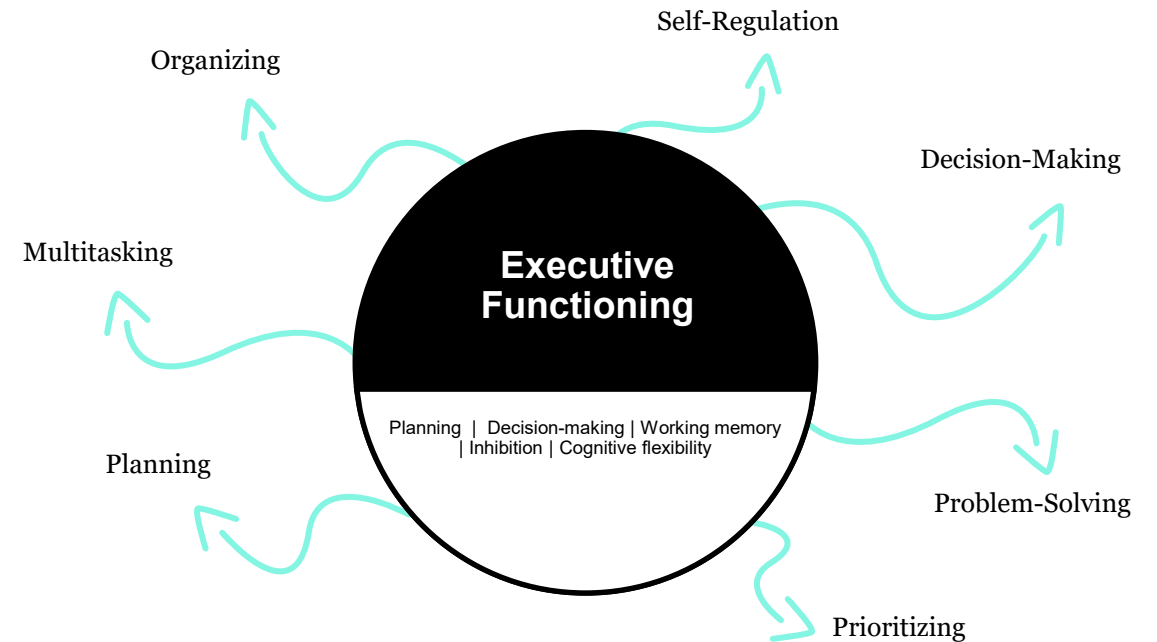 Self-Regulation
Organizing
Decision-Making
Multitasking
Executive
Functioning
Planning | Decision-making | Working memory
| Inhibition | Cognitive flexibility
Planning
Problem-Solving
Prioritizing